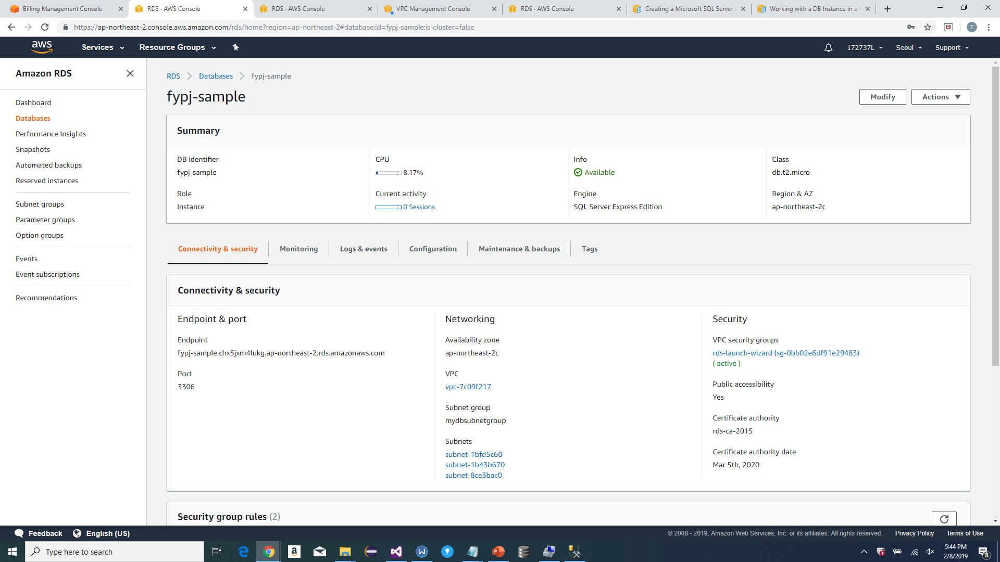 Billing Management Console
RDS · AWS Console
RDS · AWS Console
VPC Management Console
RDS · AWS Console
Creating a Microsoft SQL Server
Working with a DB Instance in a
https://ap-northeast-2.console.aws.amazon.com/rds/home?region=ap-northeast-2#database:id=fypj-sample;is-cluster=false
T
aws
Services
Resource Groups
172737L
Seoul
Support
Amazon RDS
Dashboard
Databases
Performance Insights
Snapshots
Automated backups
Reserved instances
Subnet groups
Parameter groups
Option groups
Events
Event subscriptions
Recommendations
RDS
Databases
fypj-sample
fypj-sample
Modify
Actions
Summary
DB identifier
fypj-sample
CPU
8.17%
Info
Available
Class
db.t2.micro
Role
Instance
Current activity
0 Sessions
Engine
SQL Server Express Edition
Region & AZ
ap-northeast-2c
Connectivity & security
Monitoring
Logs & events
Configuration
Maintenance & backups
Tags
Connectivity & security
Endpoint & port
Endpoint
fypj-sample.chx5jxm4lukg.ap-northeast-2.rds.amazonaws.com
Port
3306
Networking
Availability zone
ap-northeast-2c
VPC
vpc-7c09f217
Subnet group
mydbsubnetgroup
Subnets
subnet-1bfd5c60
subnet-1b43b670
subnet-8ce3bac0
Security
VPC security groups
rds-launch-wizard (sg-0bb02e6df91e29483)
( active )
Public accessibility
Yes
Certificate authority
rds-ca-2015
Certificate authority date
Mar 5th, 2020
Security group rules (2)
Feedback
English (US)
© 2008 - 2019, Amazon Web Services, Inc. or its affiliates. All rights reserved.
Privacy Policy
Terms of Use
Type here to search
5:44 PM
2/8/2019
8